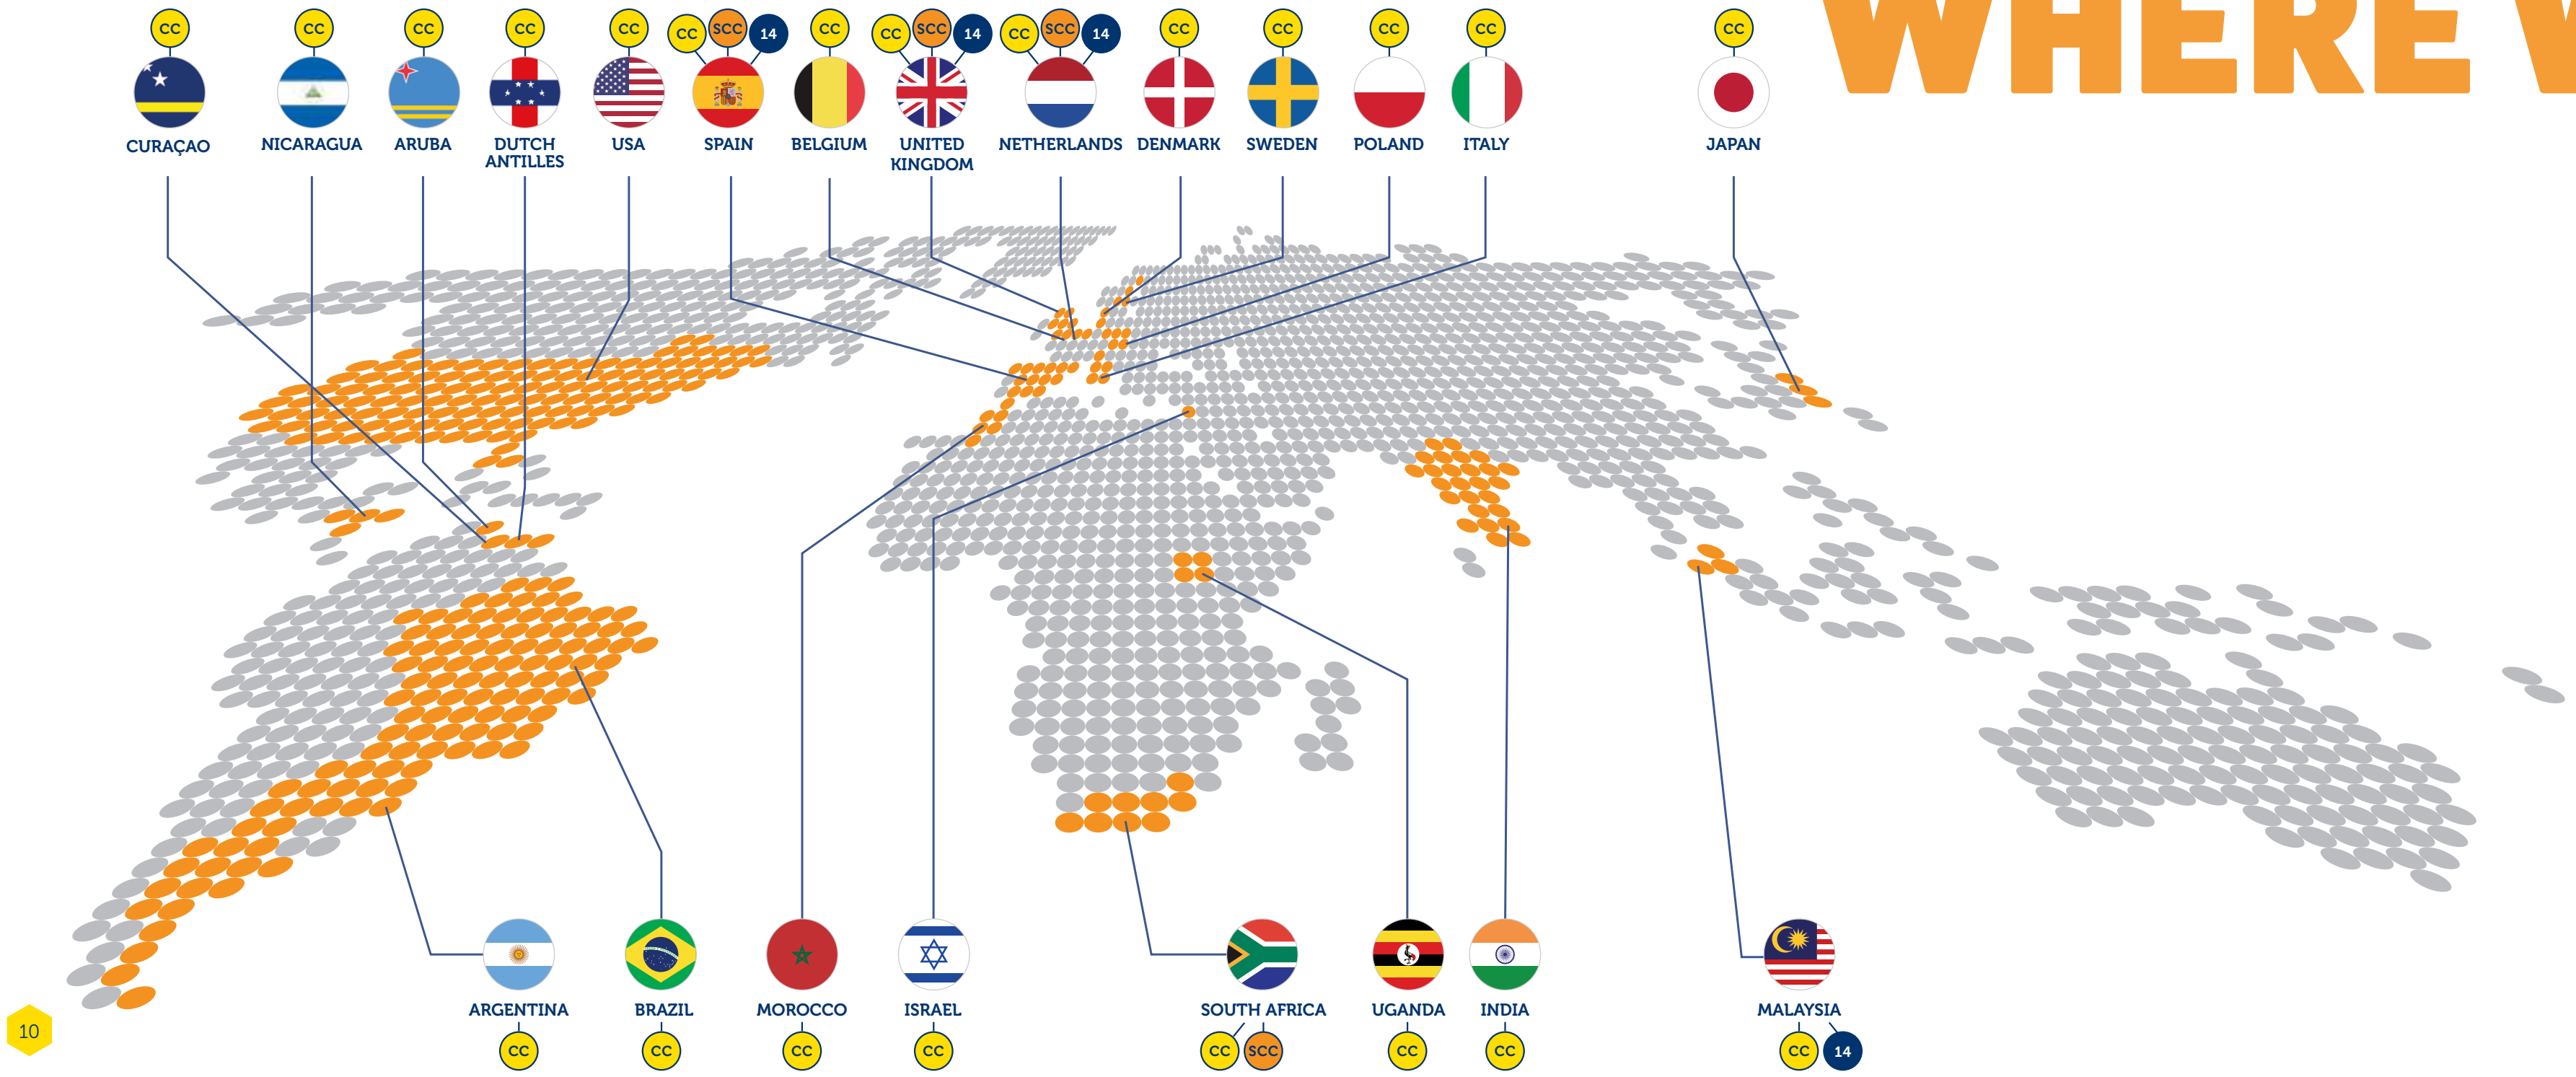 WHERE
CC CC CC CC CC CC SCC 14 CC CC SCC 14 CC SCC 14 CC CC CC CC CC
CURAÇAO NICARAGUA ARUBA DUTCH ANTILLES USA SPAIN BELGIUM UNITED KINGDOM NETHERLANDS DENMARK SWEDEN POLAND ITALY JAPAN
ARGENTINA BRAZIL MOROCCO ISRAEL SOUTH AFRICA UGANDA INDIA MALAYSIA
CC CC CC CC CC SCC CC CC CC 14
10